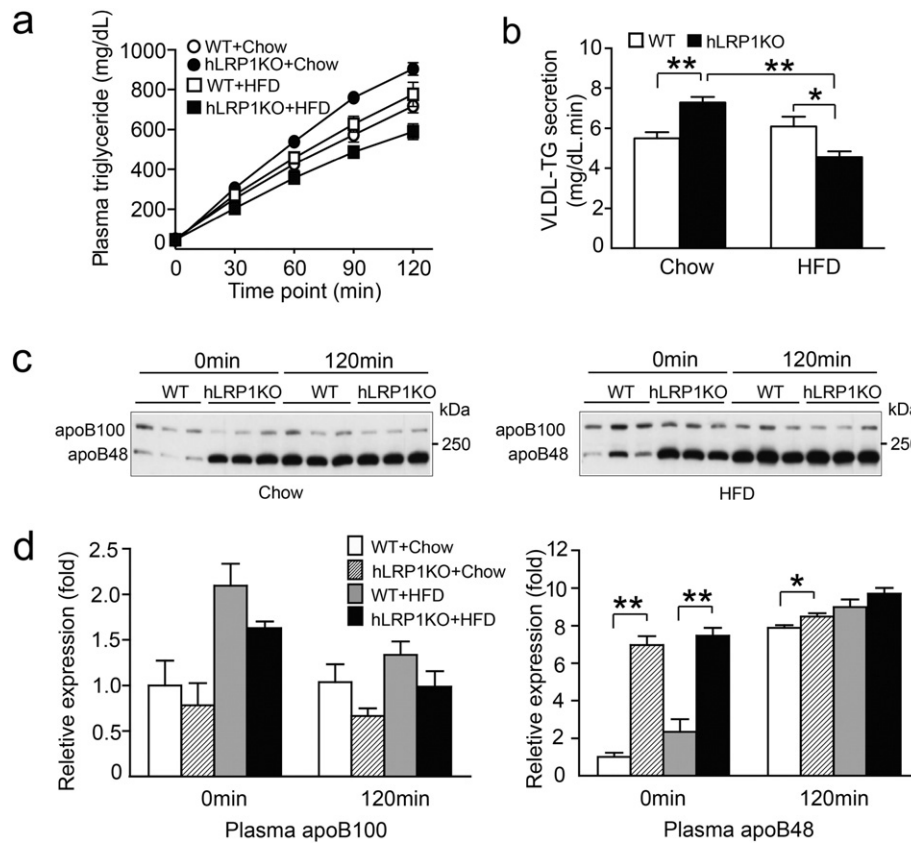 a
Plasma triglyceride (mg/dL)
1000
800
600
400
200
0
0 30 60 90 120
Time point (min)
WT+Chow
hLRP1KO+Chow
WT+HFD
hLRP1KO+HFD
b
VLDL-TG secretion
(mg/dL.min)
10
8
6
4
2
0
WT hLRP1KO
** ** *
Chow HFD
c
0min 120min
WT hLRP1KO WT hLRP1KO
kDa
apoB100
250
apoB48
Chow
0min 120min
WT hLRP1KO WT hLRP1KO
kDa
apoB100
250
apoB48
HFD
d
Reletive expression (fold)
2.5
2.0
1.5
1.0
0.5
0
WT+Chow
hLRP1KO+Chow
WT+HFD
hLRP1KO+HFD
0min 120min
Plasma apoB100
Reletive expression (fold)
12
10
8
6
4
2
0
** ** *
0min 120min
Plasma apoB48